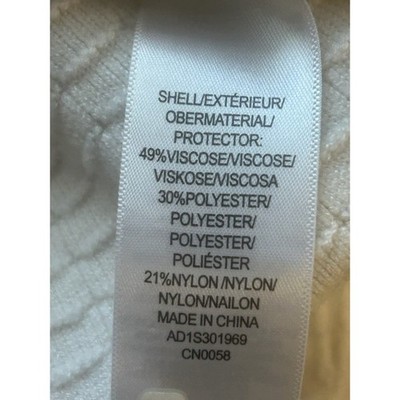 SHELL/EXTÉRIEUR/
OBERMATERIAL/
PROTECTOR:
49%VISCOSE/VISCOSE/
VISKOSE/VISCOSA
30%POLYESTER/
POLYESTER/
POLYESTER/
POLIÉSTER
21%NYLON /NYLON/
NYLON/NAILON
MADE IN CHINA
AD1S301969
CN0058